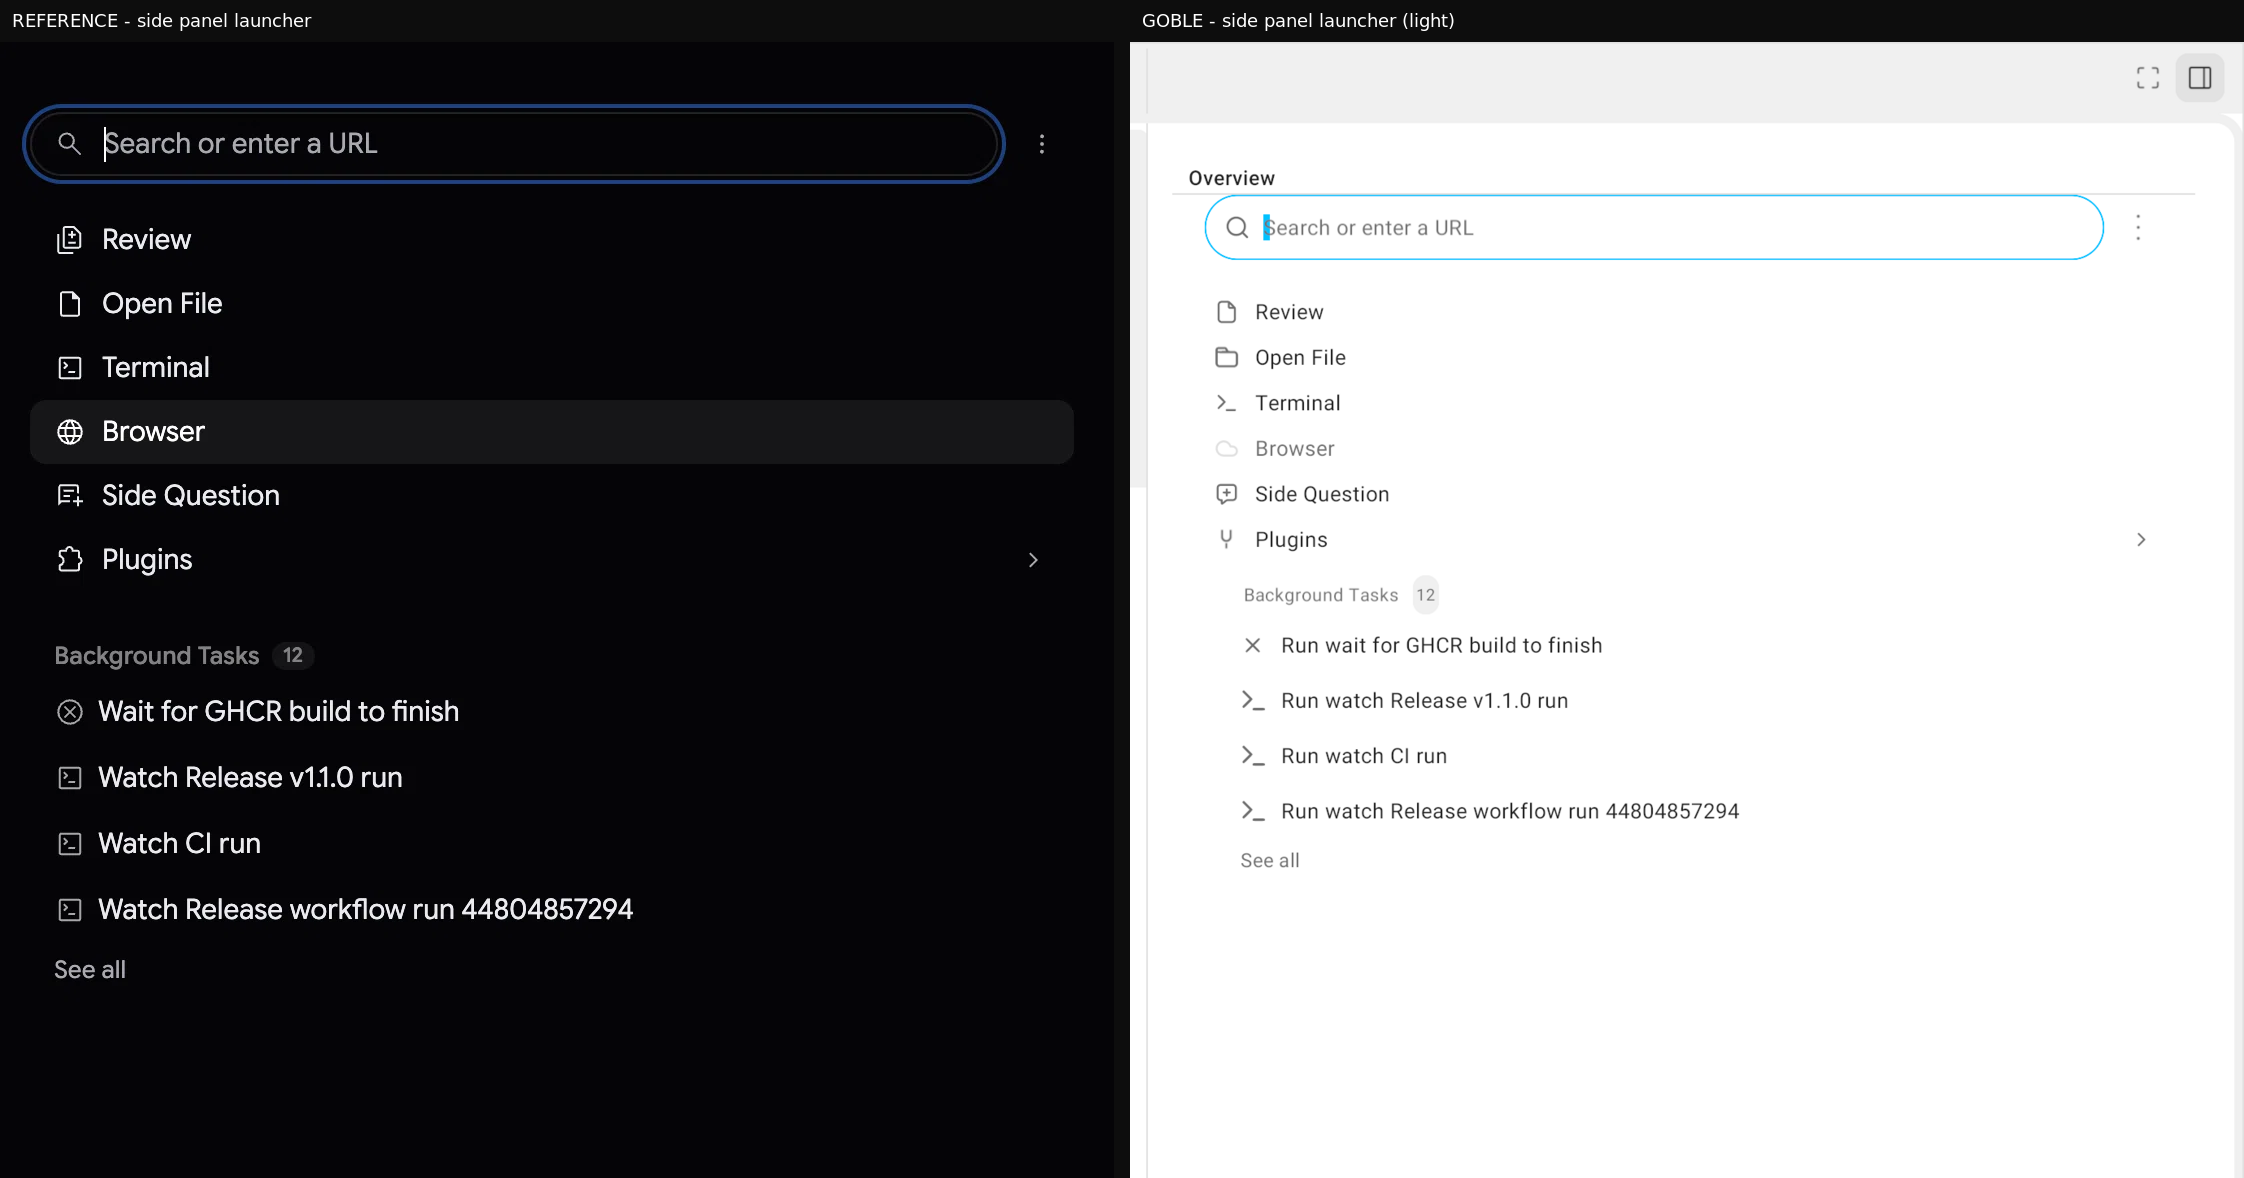 REFERENCE - side panel launcher
Search or enter a URL
Review
Open File
Terminal
Browser
Side Question
Plugins
Background Tasks 12
Wait for GHCR build to finish
Watch Release v1.1.0 run
Watch CI run
Watch Release workflow run 44804857294
See all
GOBLE - side panel launcher (light)
Overview
Search or enter a URL
Review
Open File
Terminal
Browser
Side Question
Plugins
Background Tasks 12
Run wait for GHCR build to finish
Run watch Release v1.1.0 run
Run watch CI run
Run watch Release workflow run 44804857294
See all